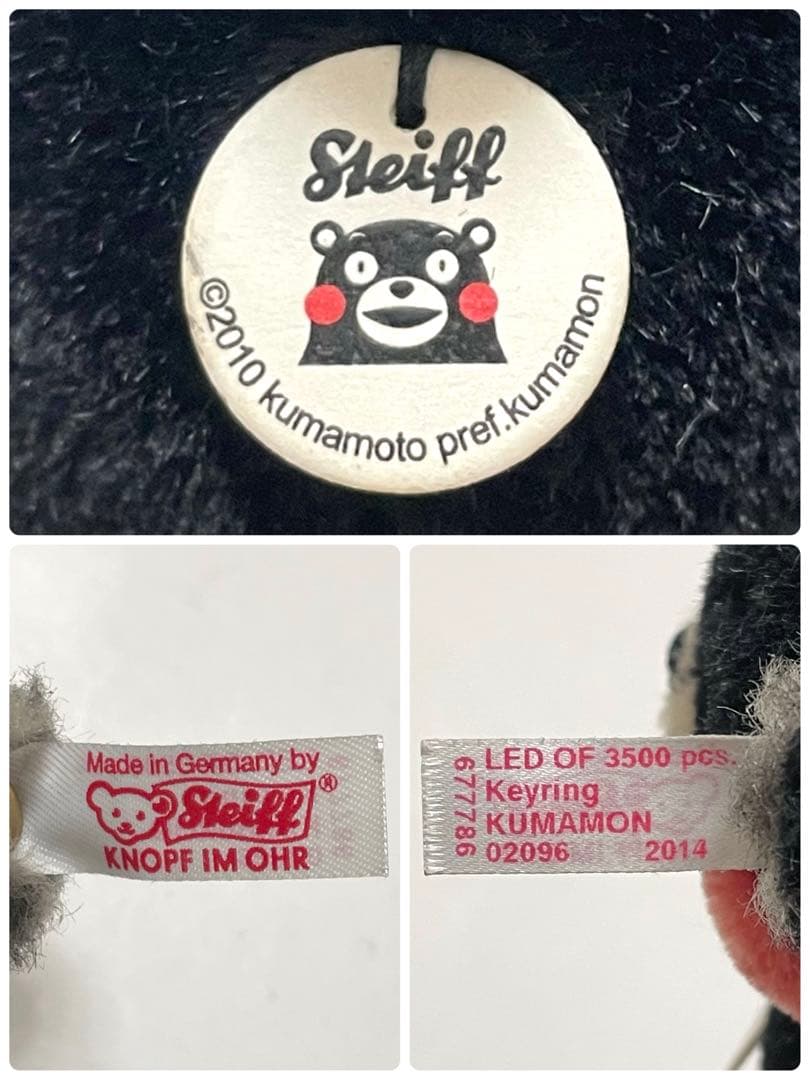 Steiff
©2010 kumamoto pref.kumamon
Made in Germany by
Steiff®
KNOPF IM OHR
677786
LED OF 3500 pcs.
Keyring
KUMAMON
02096 2014